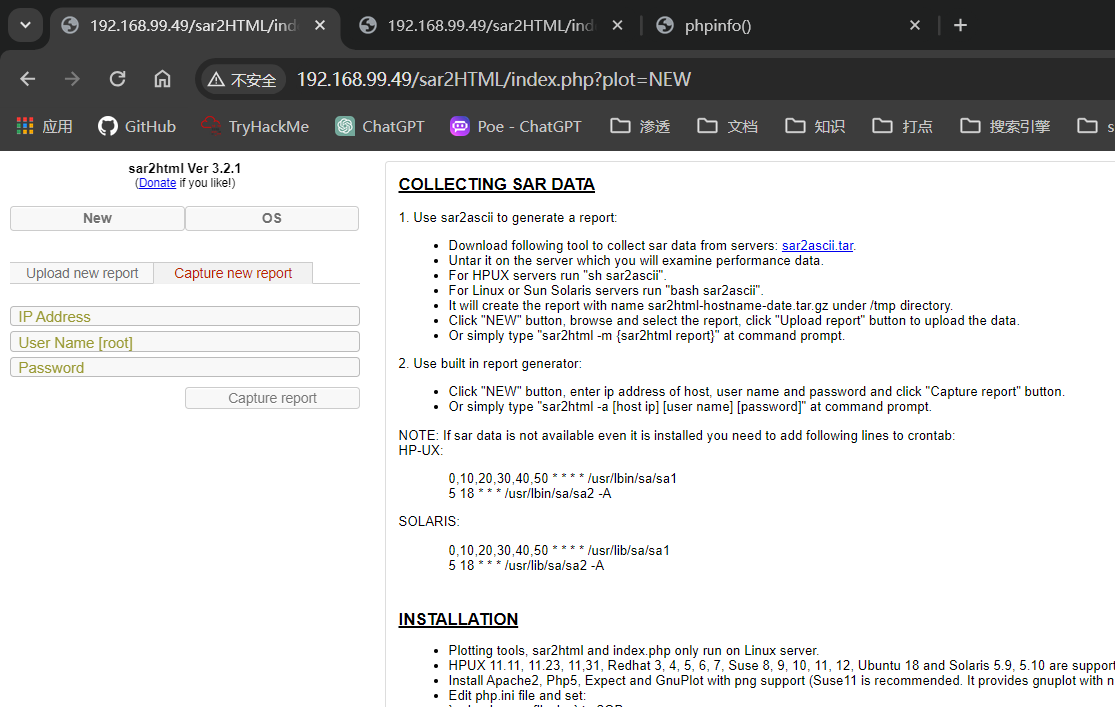 192.168.99.49/sar2HTML/ind
192.168.99.49/sar2HTML/ind
phpinfo()
不安全
192.168.99.49/sar2HTML/index.php?plot=NEW
应用
GitHub
TryHackMe
ChatGPT
Poe - ChatGPT
渗透
文档
知识
打点
搜索引擎
s
sar2html Ver 3.2.1
(Donate if you like!)
New
OS
Upload new report
Capture new report
IP Address
User Name [root]
Password
Capture report
COLLECTING SAR DATA
1. Use sar2ascii to generate a report:
• Download following tool to collect sar data from servers: sar2ascii.tar.
• Untar it on the server which you will examine performance data.
• For HPUX servers run "sh sar2ascii".
• For Linux or Sun Solaris servers run "bash sar2ascii".
• It will create the report with name sar2html-hostname-date.tar.gz under /tmp directory.
• Click "NEW" button, browse and select the report, click "Upload report" button to upload the data.
• Or simply type "sar2html -m {sar2html report}" at command prompt.
2. Use built in report generator:
• Click "NEW" button, enter ip address of host, user name and password and click "Capture report" button.
• Or simply type "sar2html -a [host ip] [user name] [password]" at command prompt.
NOTE: If sar data is not available even it is installed you need to add following lines to crontab:
HP-UX:
0,10,20,30,40,50 * * * * /usr/lbin/sa/sa1
5 18 * * * /usr/lbin/sa/sa2 -A
SOLARIS:
0,10,20,30,40,50 * * * * /usr/lib/sa/sa1
5 18 * * * /usr/lib/sa/sa2 -A
INSTALLATION
• Plotting tools, sar2html and index.php only run on Linux server.
• HPUX 11.11, 11.23, 11,31, Redhat 3, 4, 5, 6, 7, Suse 8, 9, 10, 11, 12, Ubuntu 18 and Solaris 5.9, 5.10 are support
• Install Apache2, Php5, Expect and GnuPlot with png support (Suse11 is recommended. It provides gnuplot with n
• Edit php.ini file and set: